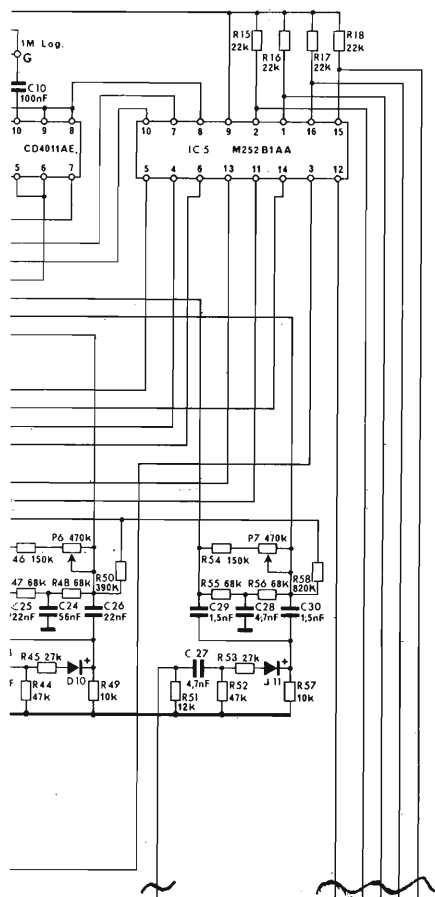 R15
22k
R16
22k
R17
22k
R18
22k
1M Log.
G
C10
100nF
10 9 8
CD4011AE
5 6 7
10 7 8 9 2 1 16 15
IC 5 M252B1AA
5 4 6 13 11 14 3 12
P6 470k
46 150k
47 68k R48 68k
R50
390k
C25
22nF
C24
56nF
C26
22nF
R45 27k
D10
+
R44
47k
R49
10k
P7 470k
R54 150k
R55 68k R56 68k
R58
820k
C29
1,5nF
C28
4,7nF
C30
1,5nF
C 27
4,7nF
R53 27k
+
R51
12k
R52
47k
R57
10k